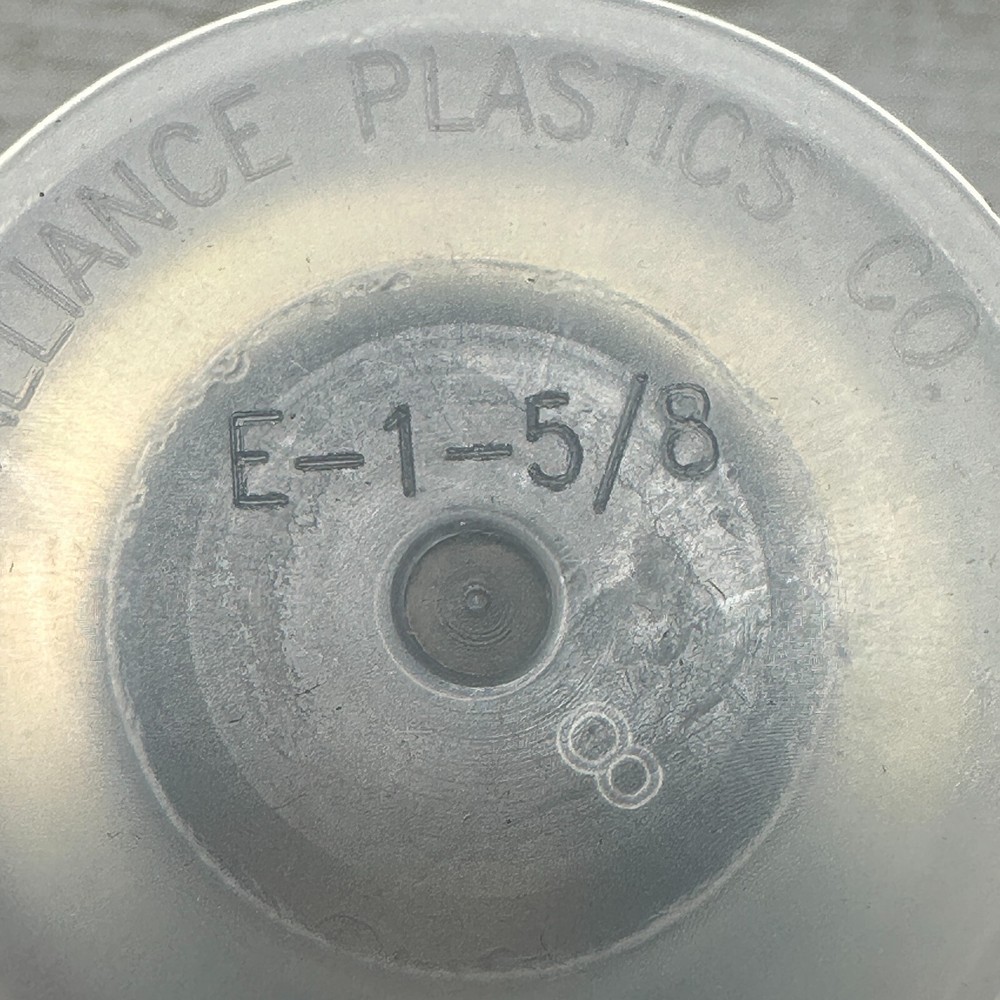 LLIANCE PLASTICS CO.
E-1-5/8
8